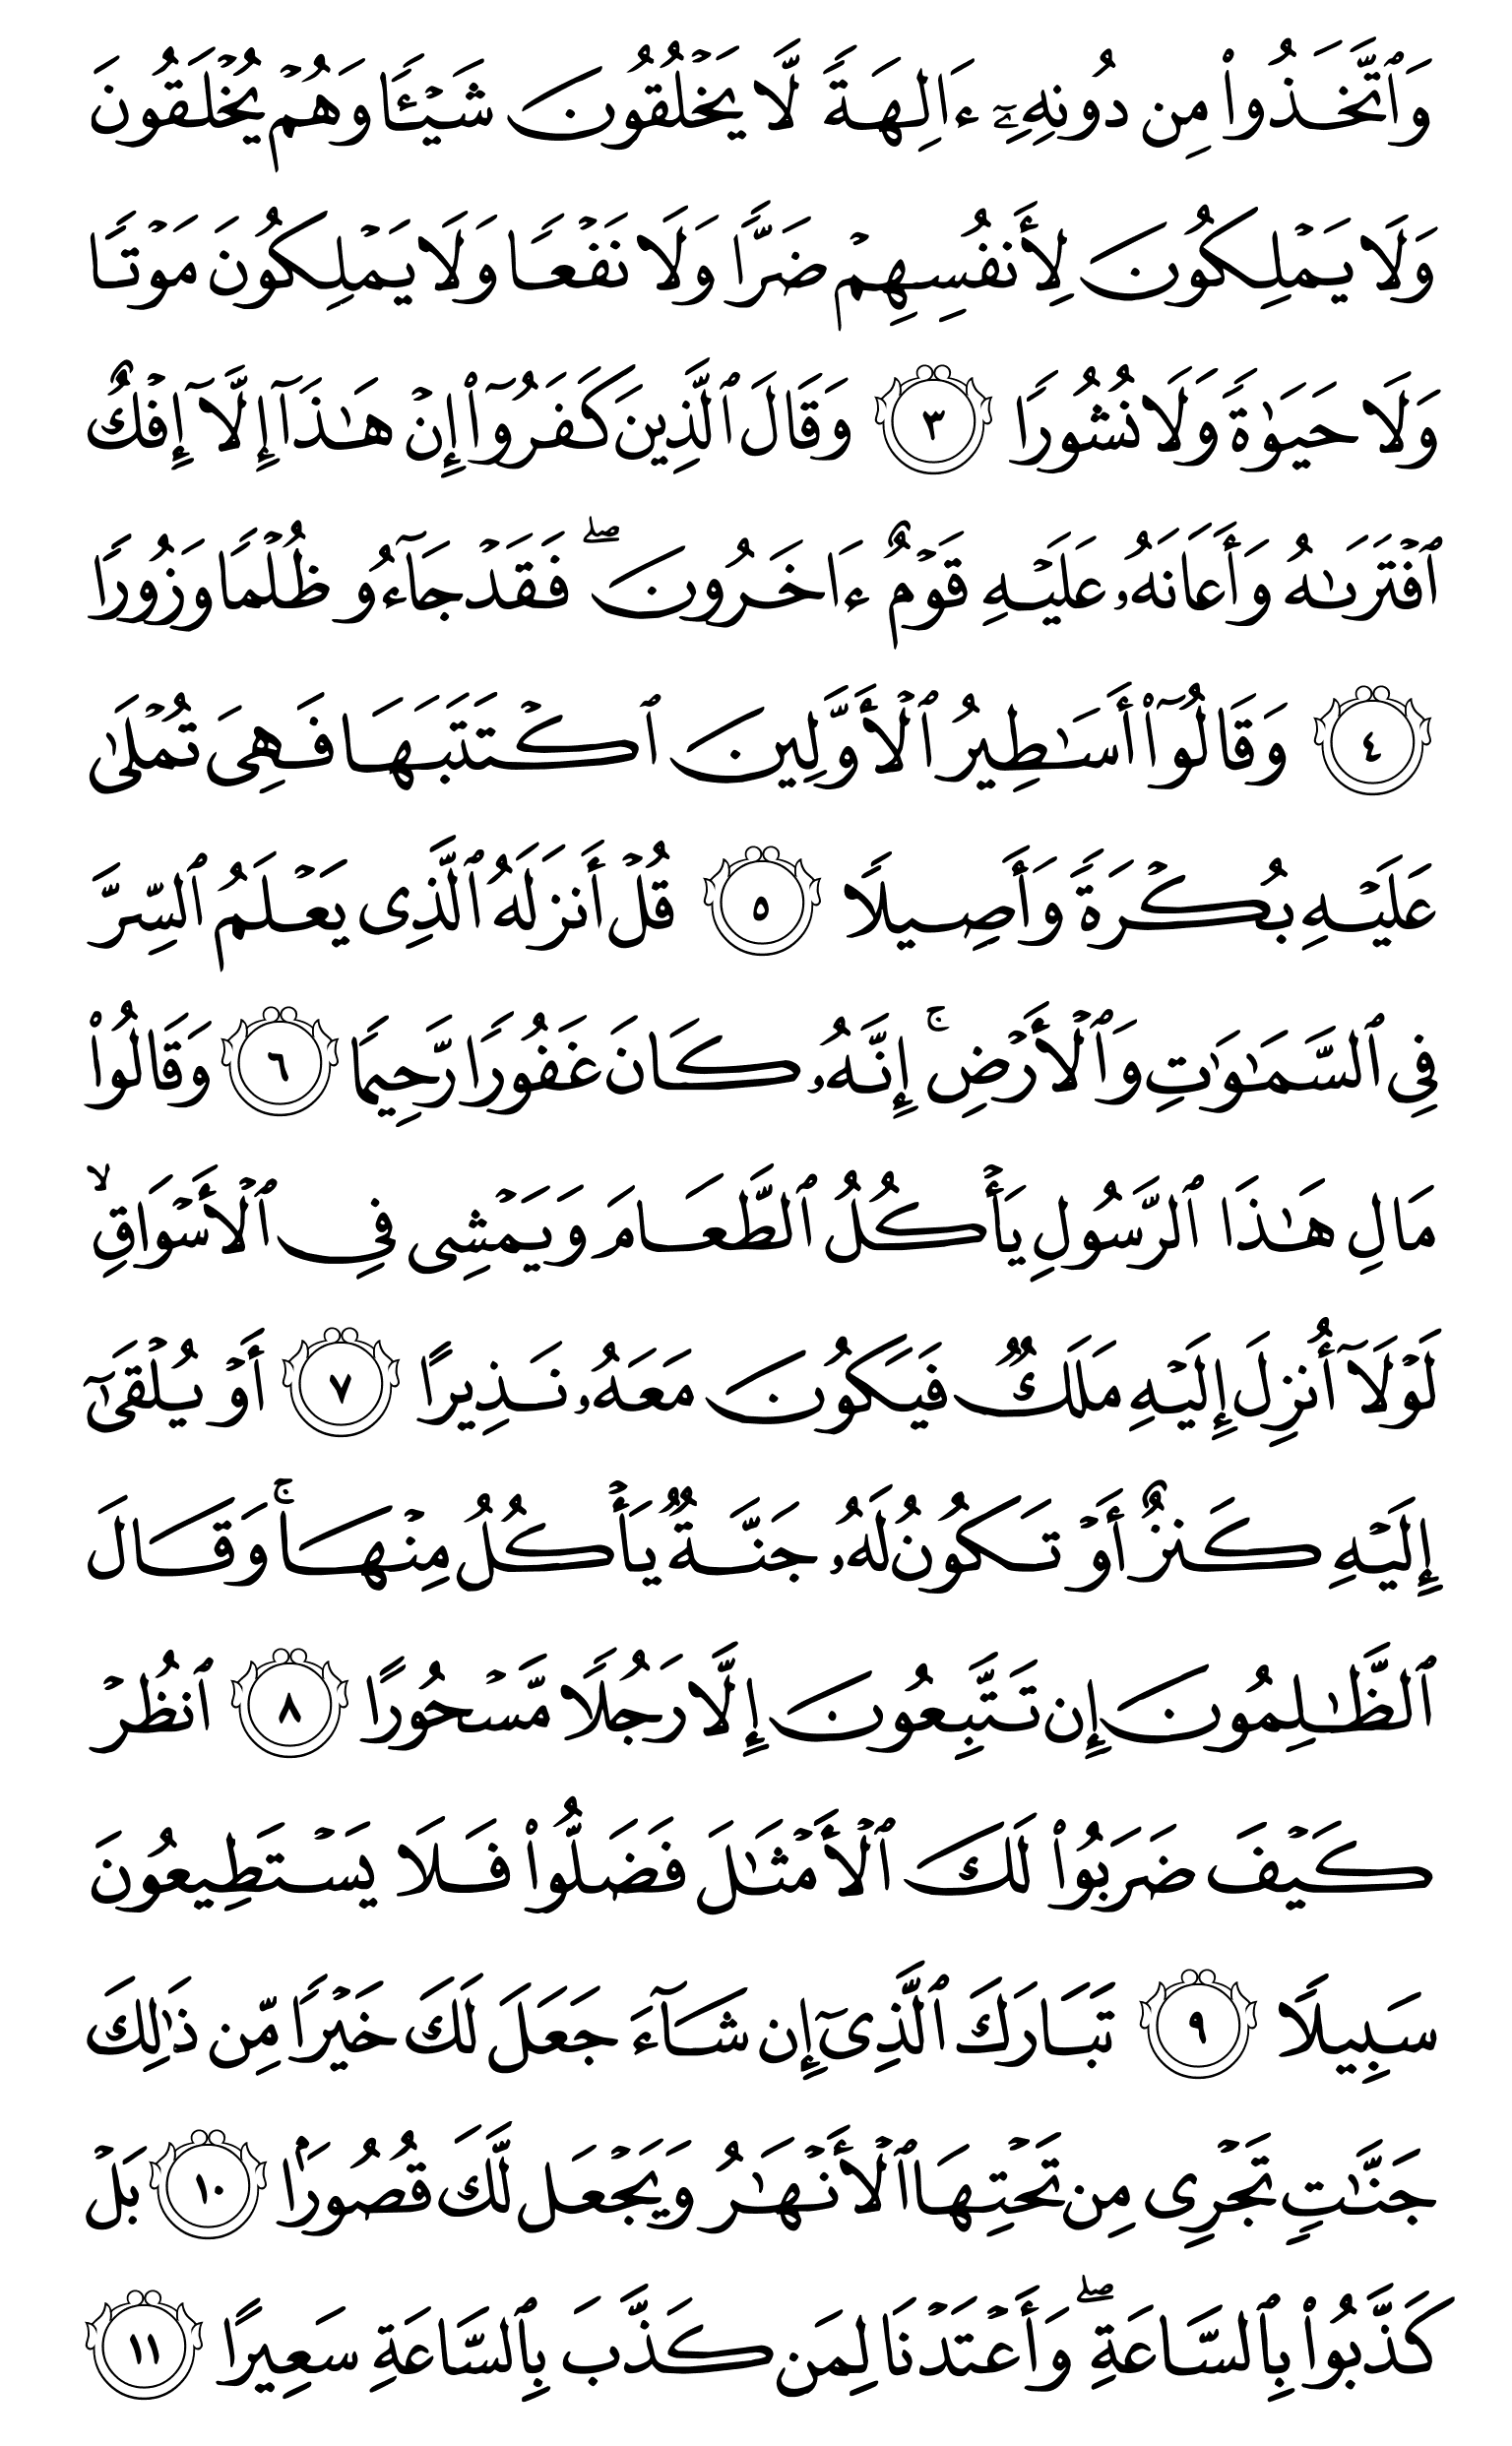 وَٱتَّخَذُوا۟ مِن دُونِهِۦٓ ءَالِهَةً لَّا يَخْلُقُونَ شَيْـًٔا وَهُمْ يُخْلَقُونَ
وَلَا يَمْلِكُونَ لِأَنفُسِهِمْ ضَرًّا وَلَا نَفْعًا وَلَا يَمْلِكُونَ مَوْتًا
وَلَا حَيَوٰةً وَلَا نُشُورًا ٣ وَقَالَ ٱلَّذِينَ كَفَرُوٓا۟ إِنْ هَـٰذَآ إِلَّآ إِفْكٌ
ٱفْتَرَىٰهُ وَأَعَانَهُۥ عَلَيْهِ قَوْمٌ ءَاخَرُونَ ۖ فَقَدْ جَآءُو ظُلْمًا وَزُورًا
٤ وَقَالُوٓا۟ أَسَـٰطِيرُ ٱلْأَوَّلِينَ ٱكْتَتَبَهَا فَهِىَ تُمْلَىٰ
عَلَيْهِ بُكْرَةً وَأَصِيلًا ٥ قُلْ أَنزَلَهُ ٱلَّذِى يَعْلَمُ ٱلسِّرَّ
فِى ٱلسَّمَـٰوَٰتِ وَٱلْأَرْضِ ۚ إِنَّهُۥ كَانَ غَفُورًا رَّحِيمًا ٦ وَقَالُوا۟
مَالِ هَـٰذَا ٱلرَّسُولِ يَأْكُلُ ٱلطَّعَامَ وَيَمْشِى فِى ٱلْأَسْوَاقِ ۙ
لَوْلَآ أُنزِلَ إِلَيْهِ مَلَكٌ فَيَكُونَ مَعَهُۥ نَذِيرًا ٧ أَوْ يُلْقَىٰٓ
إِلَيْهِ كَنزٌ أَوْ تَكُونُ لَهُۥ جَنَّةٌ يَأْكُلُ مِنْهَا ۚ وَقَالَ
ٱلظَّـٰلِمُونَ إِن تَتَّبِعُونَ إِلَّا رَجُلًا مَّسْحُورًا ٨ ٱنظُرْ
كَيْفَ ضَرَبُوا۟ لَكَ ٱلْأَمْثَـٰلَ فَضَلُّوا۟ فَلَا يَسْتَطِيعُونَ
سَبِيلًا ٩ تَبَارَكَ ٱلَّذِىٓ إِن شَآءَ جَعَلَ لَكَ خَيْرًا مِّن ذَٰلِكَ
جَنَّـٰتٍ تَجْرِى مِن تَحْتِهَا ٱلْأَنْهَـٰرُ وَيَجْعَل لَّكَ قُصُورًۢا ١٠ بَلْ
كَذَّبُوا۟ بِٱلسَّاعَةِ ۖ وَأَعْتَدْنَا لِمَن كَذَّبَ بِٱلسَّاعَةِ سَعِيرًا ١١